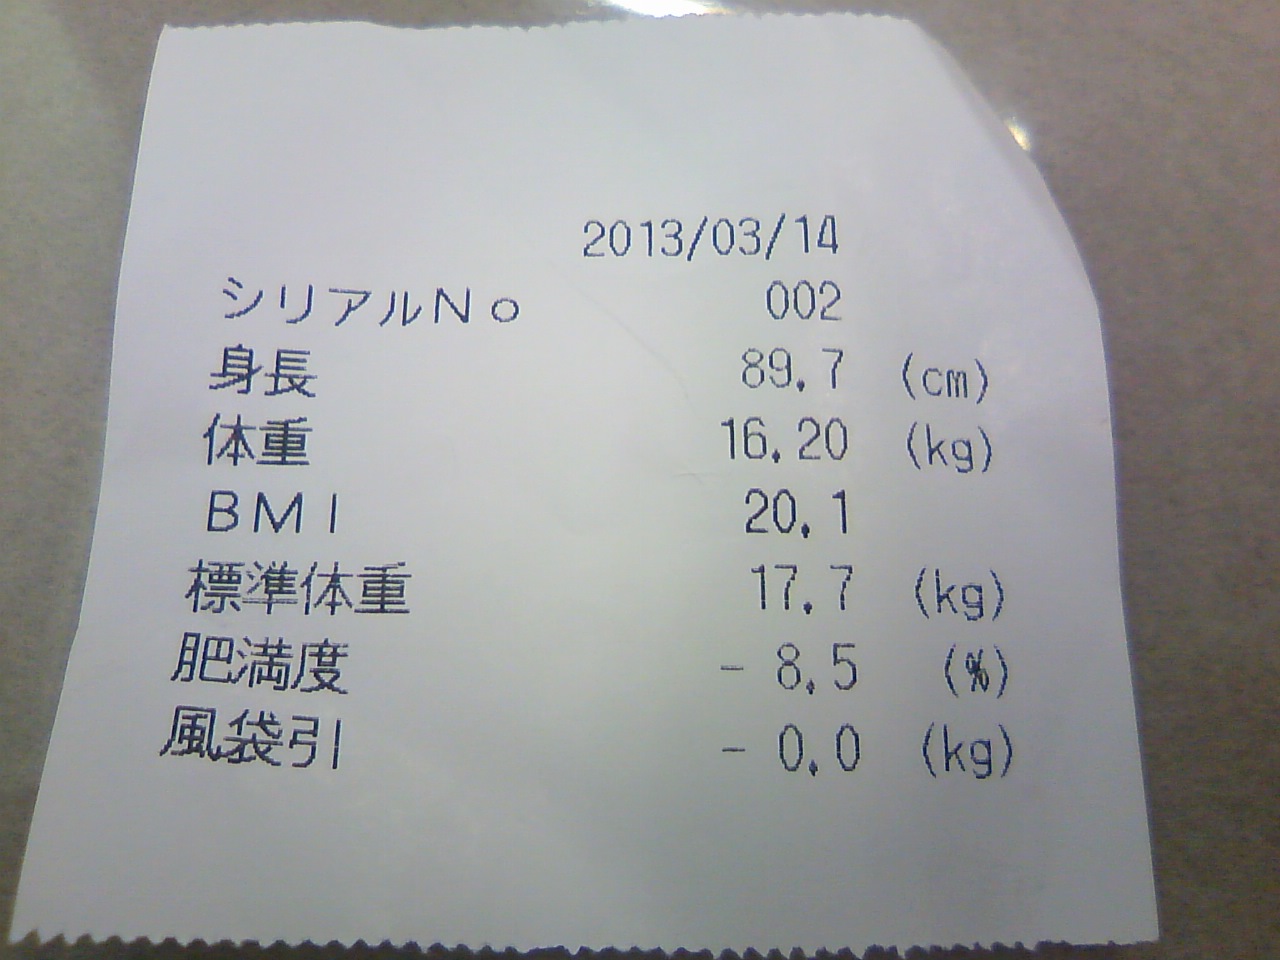 2013/03/14
シリアルNo 002
身長 89.7 (cm)
体重 16.20 (kg)
BMI 20.1
標準体重 17.7 (kg)
肥満度 - 8.5 (%)
風袋引 - 0.0 (kg)